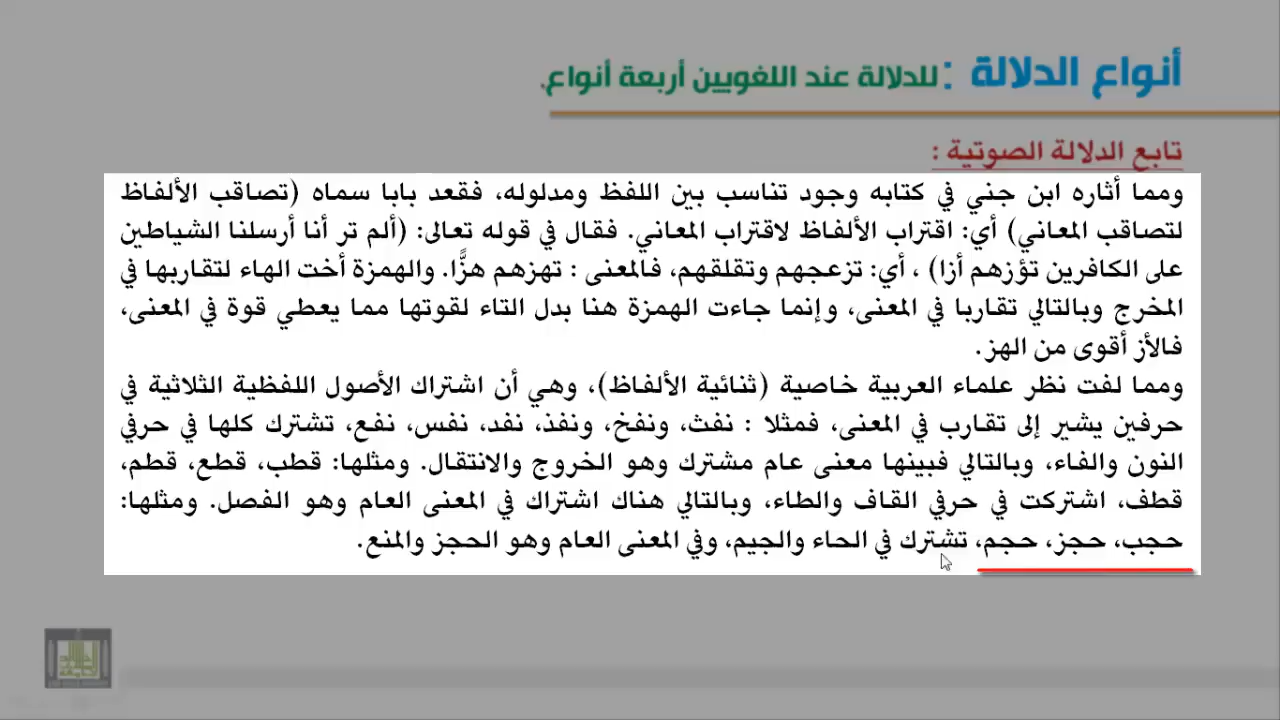 أنواع الدلالة : للدلالة عند اللغويين أربعة أنواع.
تابع الدلالة الصوتية :
ومما أثاره ابن جني في كتابه وجود تناسب بين اللفظ ومدلوله، فقعد بابا سماه (تصاقب الألفاظ
لتصاقب المعاني) أي: اقتراب الألفاظ لاقتراب المعاني. فقال في قوله تعالى: (ألم تر أنا أرسلنا الشياطين
على الكافرين تؤزهم أزا) ، أي: تزعجهم وتقلقهم، فالمعنى : تهزهم هزًّا. والهمزة أخت الهاء لتقاربها في
المخرج وبالتالي تقاربا في المعنى، وإنما جاءت الهمزة هنا بدل التاء لقوتها مما يعطي قوة في المعنى،
فالأز أقوى من الهز.
ومما لفت نظر علماء العربية خاصية (ثنائية الألفاظ)، وهي أن اشتراك الأصول اللفظية الثلاثية في
حرفين يشير إلى تقارب في المعنى، فمثلا : نفث، ونفخ، ونفذ، نفد، نفس، نفع، تشترك كلها في حرفي
النون والفاء، وبالتالي فبينها معنى عام مشترك وهو الخروج والانتقال. ومثلها: قطب، قطع، قطم،
قطف، اشتركت في حرفي القاف والطاء، وبالتالي هناك اشتراك في المعنى العام وهو الفصل. ومثلها:
حجب، حجز، حجم، تشترك في الحاء والجيم، وفي المعنى العام وهو الحجز والمنع.